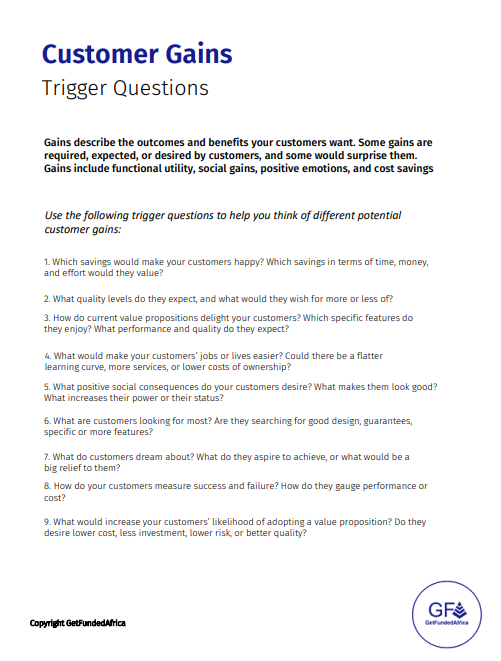 Customer Gains
Trigger Questions
Gains describe the outcomes and benefits your customers want. Some gains are
required, expected, or desired by customers, and some would surprise them.
Gains include functional utility, social gains, positive emotions, and cost savings
Use the following trigger questions to help you think of different potential
customer gains:
1. Which savings would make your customers happy? Which savings in terms of time, money,
and effort would they value?
2. What quality levels do they expect, and what would they wish for more or less of?
3. How do current value propositions delight your customers? Which specific features do
they enjoy? What performance and quality do they expect?
4. What would make your customers' jobs or lives easier? Could there be a flatter
learning curve, more services, or lower costs of ownership?
5. What positive social consequences do your customers desire? What makes them look good?
What increases their power or their status?
6. What are customers looking for most? Are they searching for good design, guarantees,
specific or more features?
7. What do customers dream about? What do they aspire to achieve, or what would be a
big relief to them?
8. How do your customers measure success and failure? How do they gauge performance or
cost?
9. What would increase your customers' likelihood of adopting a value proposition? Do they
desire lower cost, less investment, lower risk, or better quality?
GF
GetFundedAfrica
Copyright GetFundedAfrica